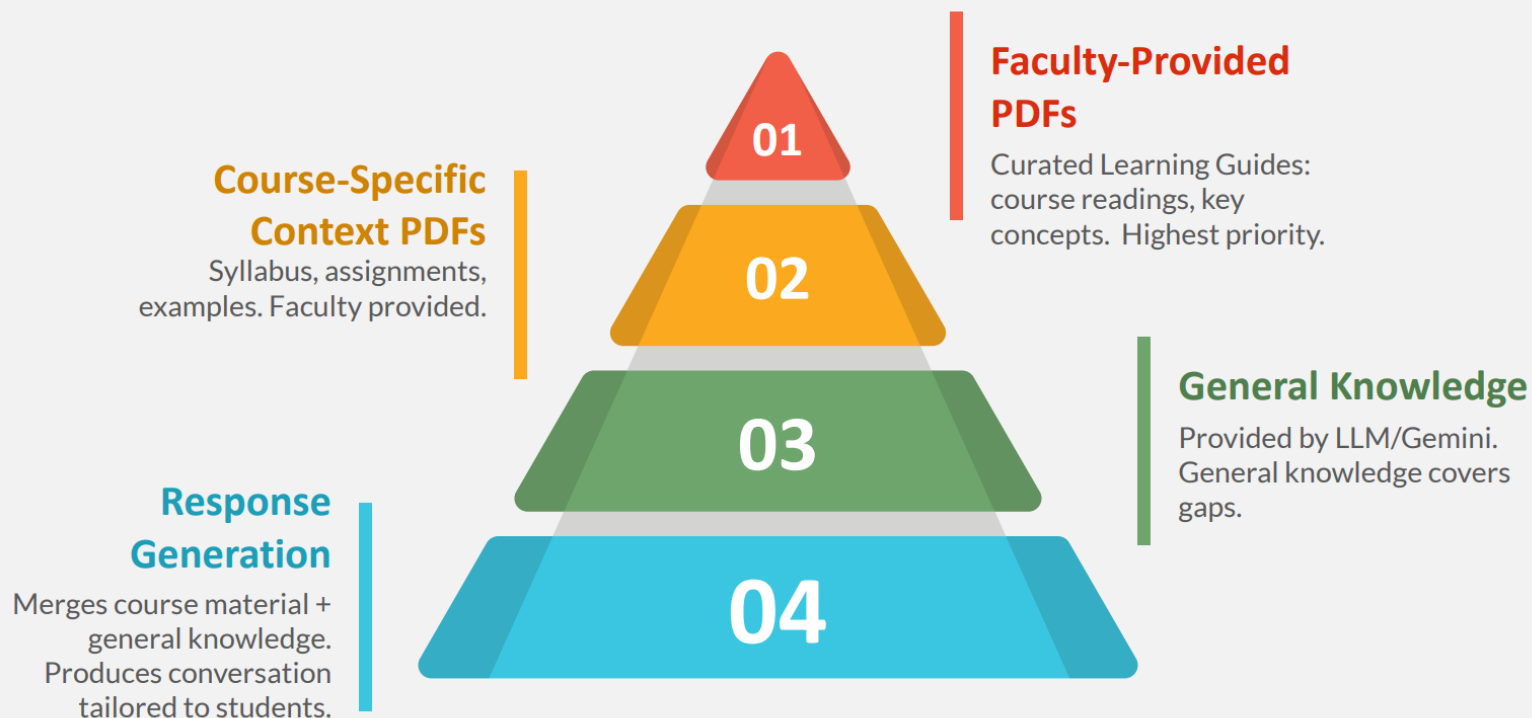 01
Faculty-Provided
PDFs
Curated Learning Guides:
course readings, key
concepts. Highest priority.
Course-Specific
Context PDFs
Syllabus, assignments,
examples. Faculty provided.
02
03
General Knowledge
Provided by LLM/Gemini.
General knowledge covers
gaps.
Response
Generation
Merges course material +
general knowledge.
Produces conversation
tailored to students.
04